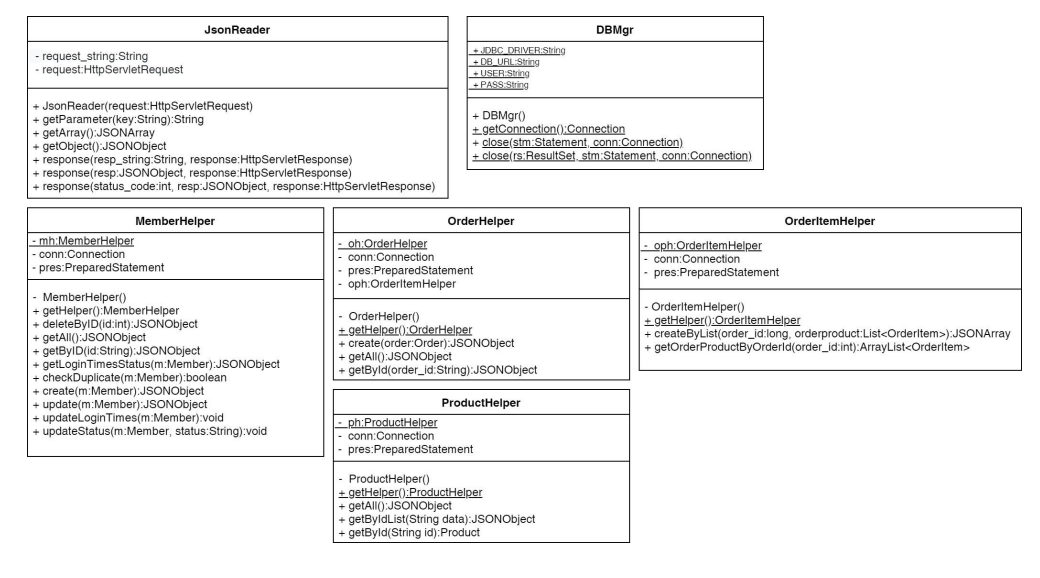 JsonReader
- request_string:String
- request:HttpServletRequest
+ JsonReader(request:HttpServletRequest)
+ getParameter(key:String):String
+ getArray():JSONArray
+ getObject():JSONObject
+ response(resp_string:String, response:HttpServletResponse)
+ response(resp:JSONObject, response:HttpServletResponse)
+ response(status_code:int, resp:JSONObject, response:HttpServletResponse)
DBMgr
+ JDBC_DRIVER:String
+ DB_URL:String
+ USER:String
+ PASS:String
+ DBMgr()
+ getConnection():Connection
+ close(stm:Statement, conn:Connection)
+ close(rs:ResultSet, stm:Statement, conn:Connection)
MemberHelper
- mh:MemberHelper
- conn:Connection
- pres:PreparedStatement
- MemberHelper()
+ getHelper():MemberHelper
+ deleteByID(id:int):JSONObject
+ getAll():JSONObject
+ getByID(id:String):JSONObject
+ getLoginTimesStatus(m:Member):JSONObject
+ checkDuplicate(m:Member):boolean
+ create(m:Member):JSONObject
+ update(m:Member):JSONObject
+ updateLoginTimes(m:Member):void
+ updateStatus(m:Member, status:String):void
OrderHelper
- oh:OrderHelper
- conn:Connection
- pres:PreparedStatement
- oph:OrderItemHelper
- OrderHelper()
+ getHelper():OrderHelper
+ create(order:Order):JSONObject
+ getAll():JSONObject
+ getById(order_id:String):JSONObject
OrderItemHelper
- oph:OrderItemHelper
- conn:Connection
- pres:PreparedStatement
- OrderItemHelper()
+ getHelper():OrderItemHelper
+ createByList(order_id:long, orderproduct:List<OrderItem>):JSONArray
+ getOrderProductByOrderId(order_id:int):ArrayList<OrderItem>
ProductHelper
- ph:ProductHelper
- conn:Connection
- pres:PreparedStatement
- ProductHelper()
+ getHelper():ProductHelper
+ getAll():JSONObject
+ getByIdList(String data):JSONObject
+ getById(String id):Product